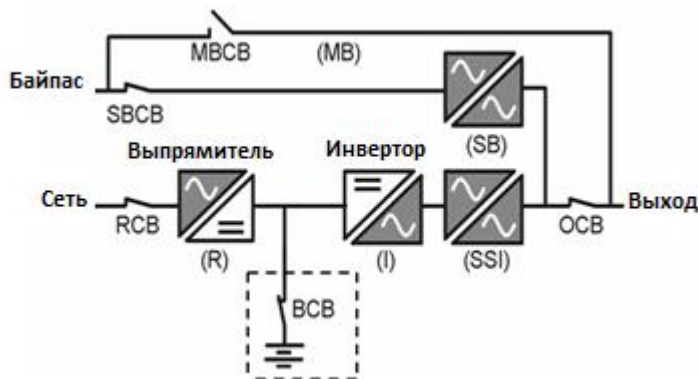 MBCB (MB)
Байпас
SBCB
(SB)
Выпрямитель Инвертор
Сеть
Выход
RCB
OCB
(R) (I) (SSI)
BCB